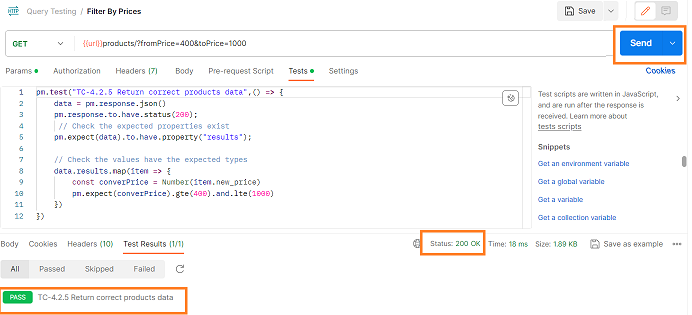 HTTP Query Testing / Filter By Prices Save
GET {{url}}products/?fromPrice=400&toPrice=1000 Send
Params Authorization Headers (7) Body Pre-request Script Tests Settings Cookies
1 pm.test("TC-4.2.5 Return correct products data",() => {
2 data = pm.response.json()
3 pm.response.to.have.status(200);
4 // Check the expected properties exist
5 pm.expect(data).to.have.property("results");
6
7 // Check the values have the expected types
8 data.results.map(item => {
9 const converPrice = Number(item.new_price)
10 pm.expect(converPrice).gte(400).and.lte(1000)
11 })
12 })
Test scripts are written in JavaScript,
and are run after the response is
received. Learn more about
tests scripts
Snippets
Get an environment variable
Get a global variable
Get a variable
Get a collection variable
Body Cookies Headers (10) Test Results (1/1) Status: 200 OK Time: 18 ms Size: 1.89 KB Save as example
All Passed Skipped Failed
PASS TC-4.2.5 Return correct products data